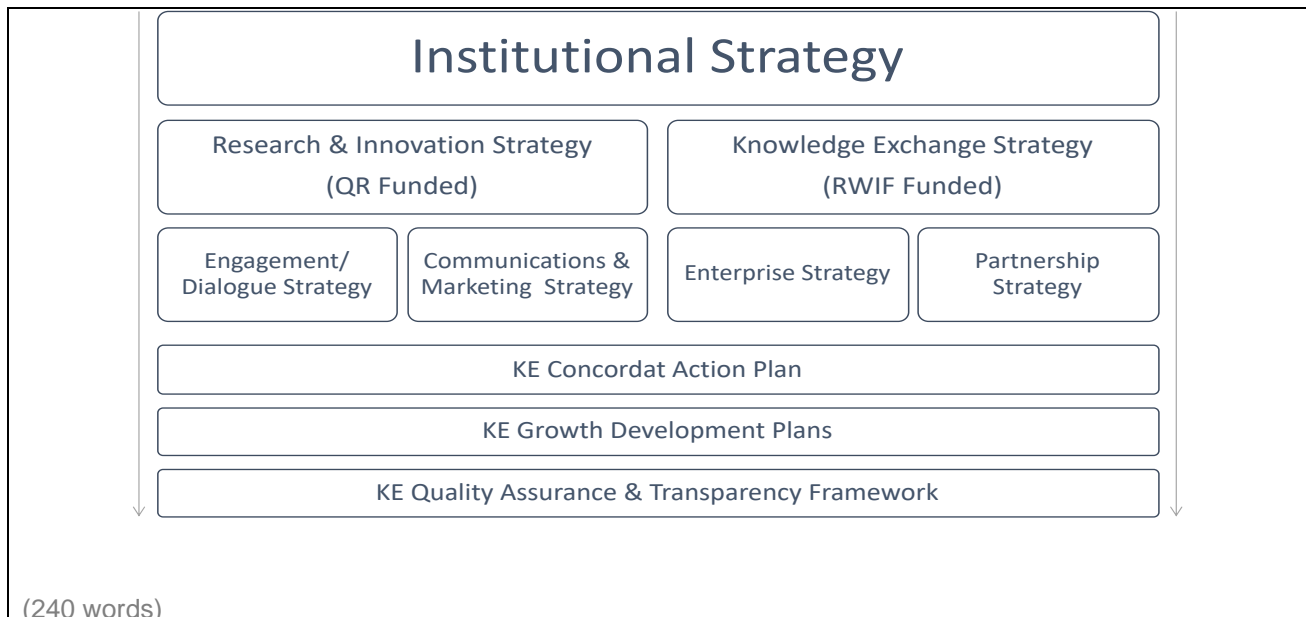 Institutional Strategy
Research & Innovation Strategy
(QR Funded)
Knowledge Exchange Strategy
(RWIF Funded)
Engagement/
Dialogue Strategy
Communications &
Marketing Strategy
Enterprise Strategy
Partnership
Strategy
KE Concordat Action Plan
KE Growth Development Plans
KE Quality Assurance & Transparency Framework
(240 words)